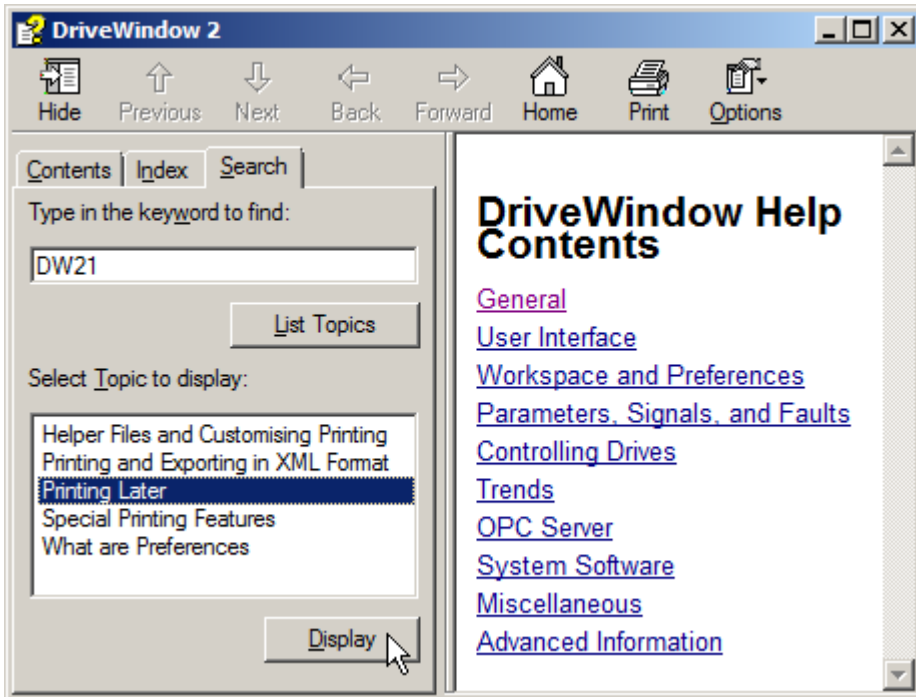 DriveWindow 2
Hide Previous Next Back Forward Home Print Options
Contents Index Search
Type in the keyword to find:
DW21
List Topics
Select Topic to display:
Helper Files and Customising Printing
Printing and Exporting in XML Format
Printing Later
Special Printing Features
What are Preferences
Display
DriveWindow Help
Contents
General
User Interface
Workspace and Preferences
Parameters, Signals, and Faults
Controlling Drives
Trends
OPC Server
System Software
Miscellaneous
Advanced Information